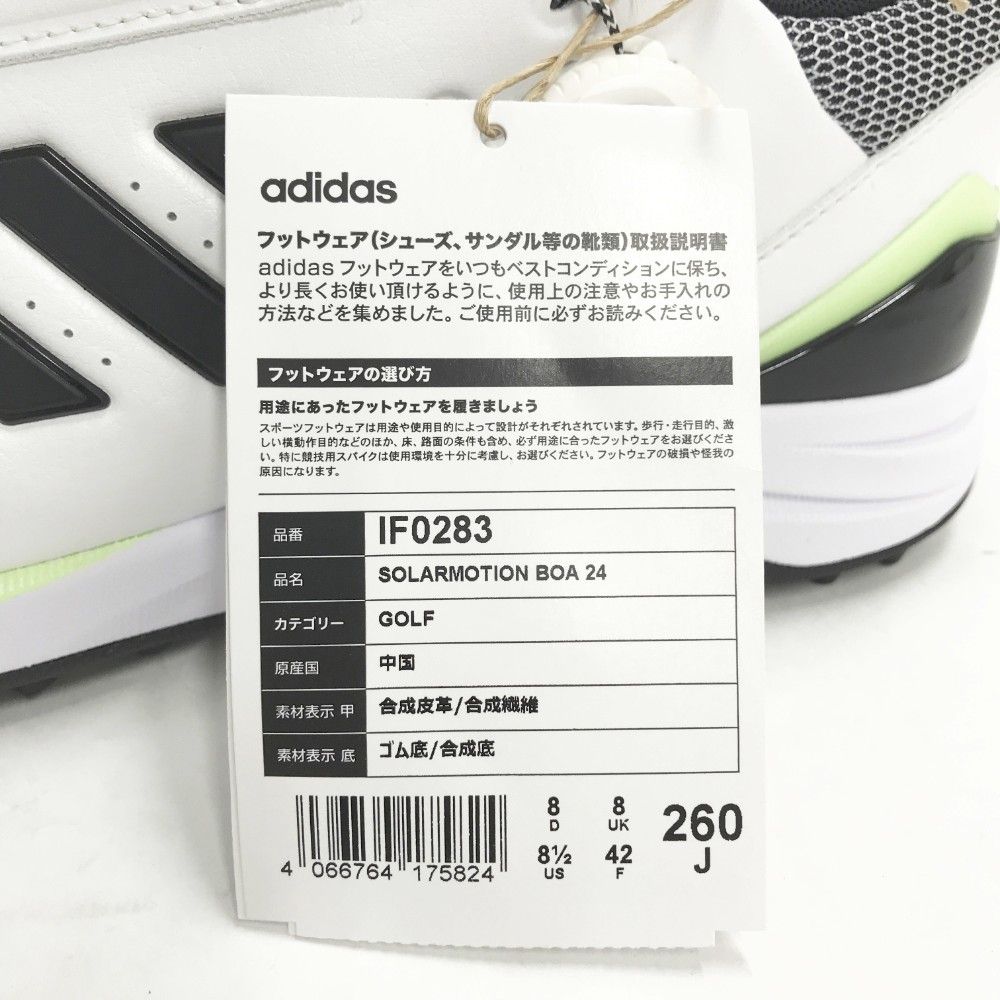 adidas
フットウェア(シューズ、サンダル等の靴類)取扱説明書
adidas フットウェアをいつもベストコンディションに保ち、
より長くお使い頂けるように、使用上の注意やお手入れの
方法などを集めました。ご使用前に必ずお読みください。
フットウェアの選び方
用途にあったフットウェアを履きましょう
スポーツフットウェアは用途や使用目的によって設計がそれぞれされています。歩行・走行目的、激
しい横動作目的などのほか、床、路面の条件も含め、必ず用途に合ったフットウェアをお選びくださ
い。特に競技用スパイクは使用環境を十分に考慮し、お選びください。フットウェアの破損や怪我の
原因になります。
品番 IF0283
品名 SOLARMOTION BOA 24
カテゴリー GOLF
原産国 中国
素材表示 甲 合成皮革/合成繊維
素材表示 底 ゴム底/合成底
8 8 260
D UK J
8½ 42
US F
4 066764 175824